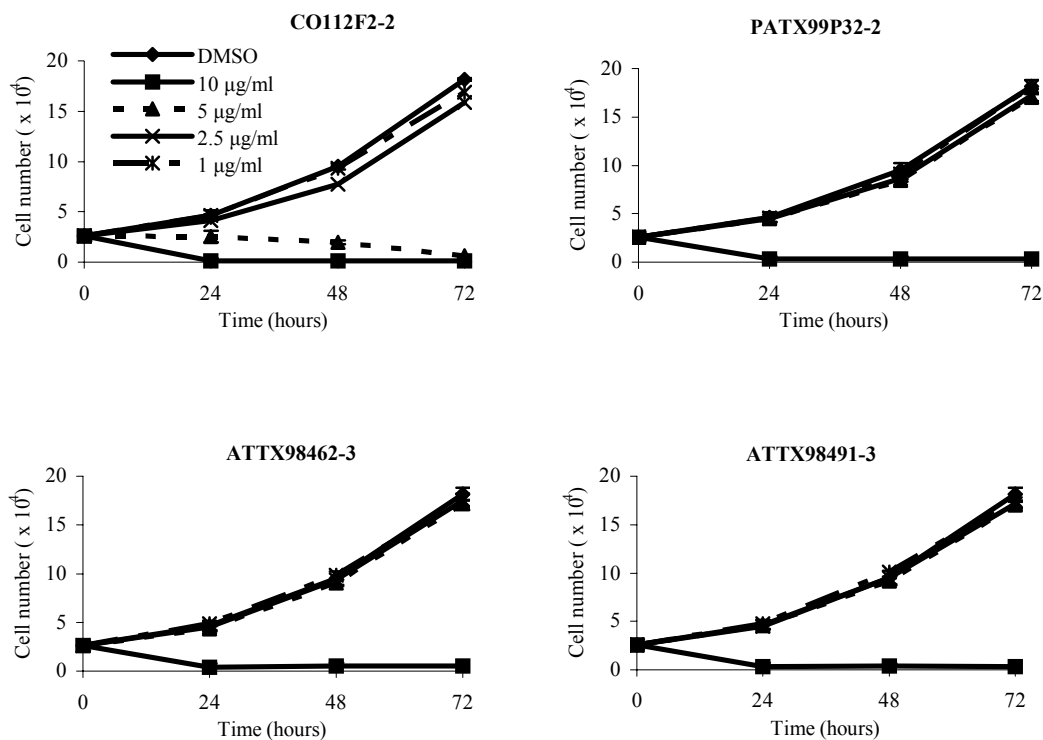 CO112F2-2
Cell number ( x 10⁴)
20
15
10
5
0
DMSO
10 µg/ml
5 µg/ml
2.5 µg/ml
1 µg/ml
0 24 48 72
Time (hours)
PATX99P32-2
Cell number ( x 10⁴)
20
15
10
5
0
0 24 48 72
Time (hours)
ATTX98462-3
Cell number ( x 10⁴)
20
15
10
5
0
0 24 48 72
Time (hours)
ATTX98491-3
Cell number ( x 10⁴)
20
15
10
5
0
0 24 48 72
Time (hours)